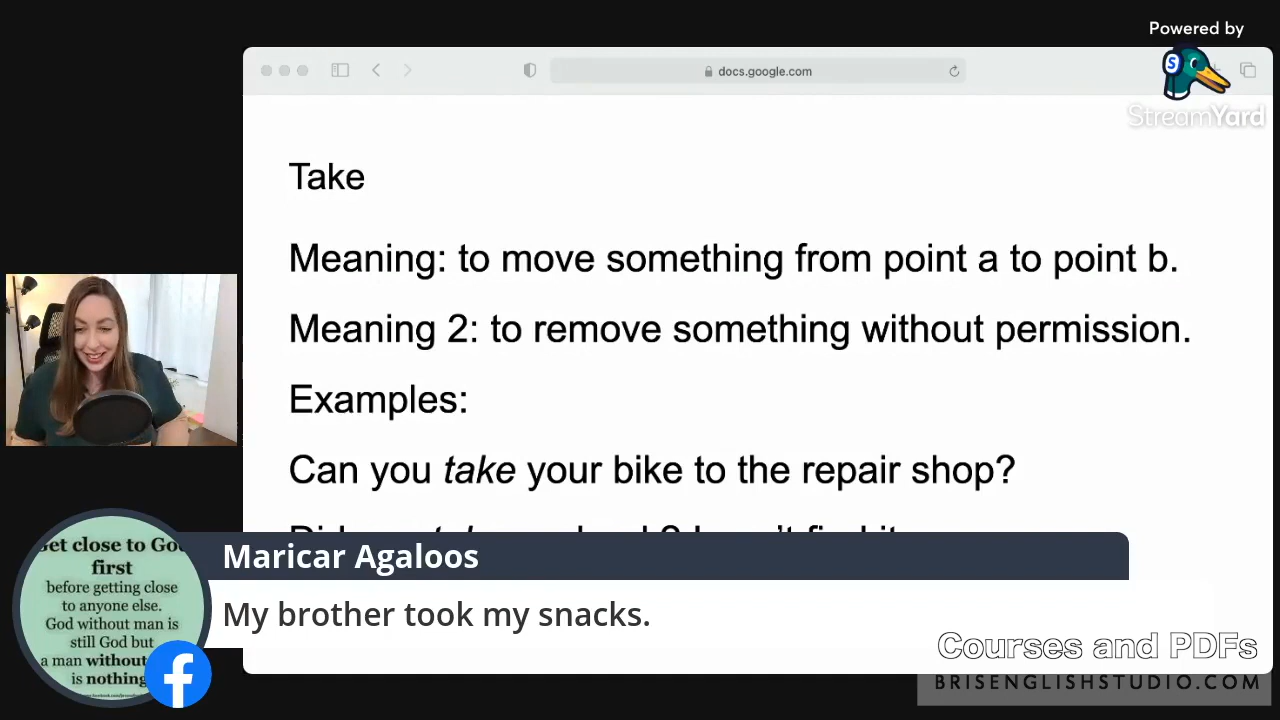 Powered by
StreamYard
docs.google.com
Take
Meaning: to move something from point a to point b.
Meaning 2: to remove something without permission.
Examples:
Can you take your bike to the repair shop?
Maricar Agaloos
My brother took my snacks.
Get close to God
first
before getting close
to anyone else.
God without man is
still God but
a man without
is nothing
Courses and PDFs
BRISENGLISHSTUDIO.COM